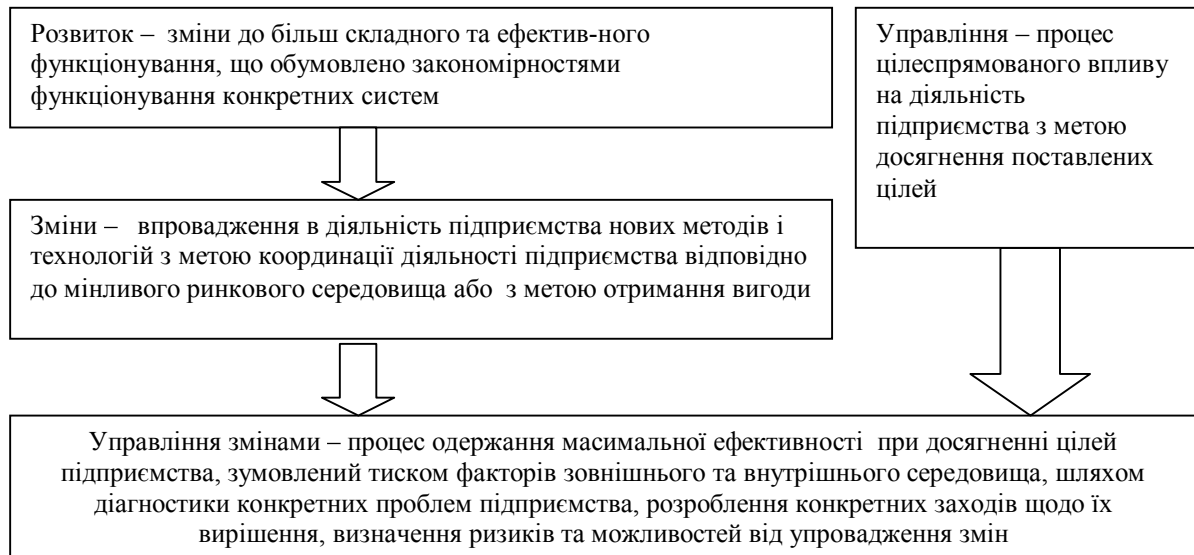 Розвиток – зміни до більш складного та ефектив-ного
функціонування, що обумовлено закономірностями
функціонування конкретних систем
Управління – процес
цілеспрямованого впливу
на діяльність
підприємства з метою
досягнення поставлених
цілей
Зміни – впровадження в діяльність підприємства нових методів і
технологій з метою координації діяльності підприємства відповідно
до мінливого ринкового середовища або з метою отримання вигоди
Управління змінами – процес одержання масимальної ефективності при досягненні цілей
підприємства, зумовлений тиском факторів зовнішнього та внутрішнього середовища, шляхом
діагностики конкретних проблем підприємства, розроблення конкретних заходів щодо їх
вирішення, визначення ризиків та можливостей від упровадження змін